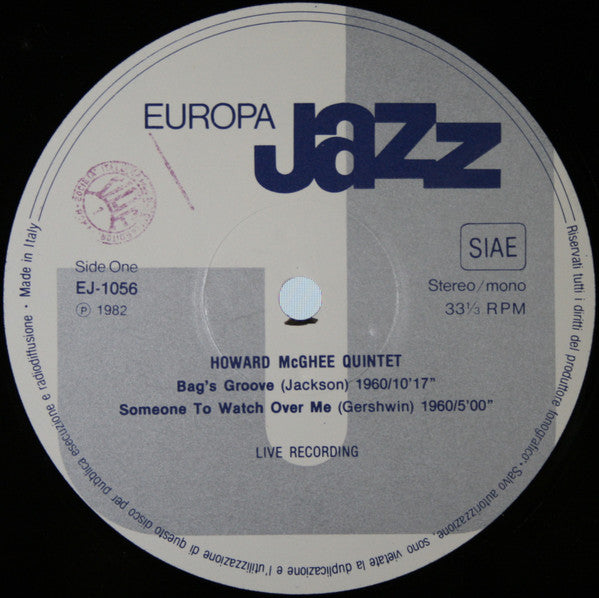 EUROPA Jazz
SIAE
Side One
EJ-1056
Ⓟ 1982
Stereo/mono
33⅓ RPM
HOWARD McGHEE QUINTET
Bag's Groove (Jackson) 1960/10'17"
Someone To Watch Over Me (Gershwin) 1960/5'00"
LIVE RECORDING
Riservati tutti i diritti del produttore fonografico • Salvo autorizzazione, sono vietate la duplicazione e l'utilizzazione di questo disco per pubblica esecuzione e radiodiffusione • Made in Italy